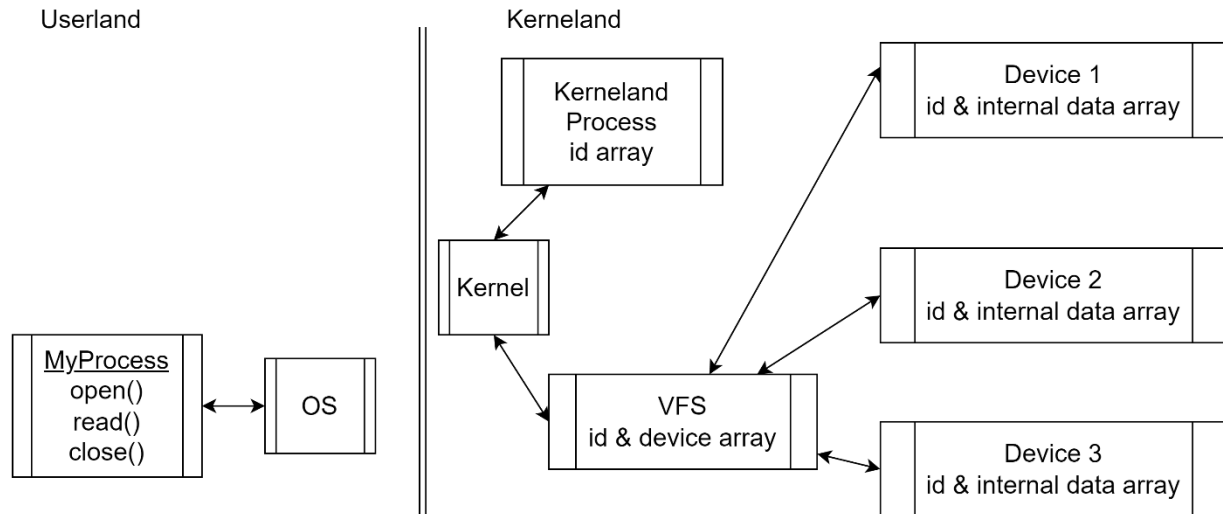 Userland
Kerneland
Kerneland
Process
id array
Device 1
id & internal data array
Kernel
Device 2
id & internal data array
MyProcess
open()
read()
close()
OS
VFS
id & device array
Device 3
id & internal data array